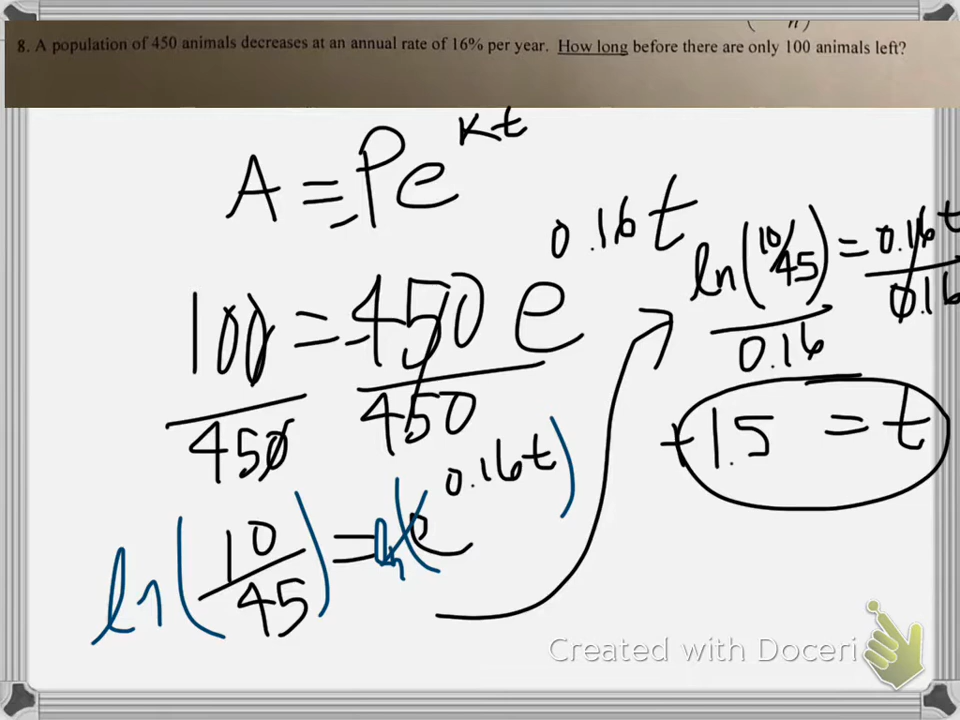 8. A population of 450 animals decreases at an annual rate of 16% per year. How long before there are only 100 animals left?
A = Pe^kt
100 = 450 e^0.16t
450 450
ln(10/45) = ln(e^0.16t)
ln(10/45) = 0.16t
0.16 0.16
+1.5 = t
Created with Doceri